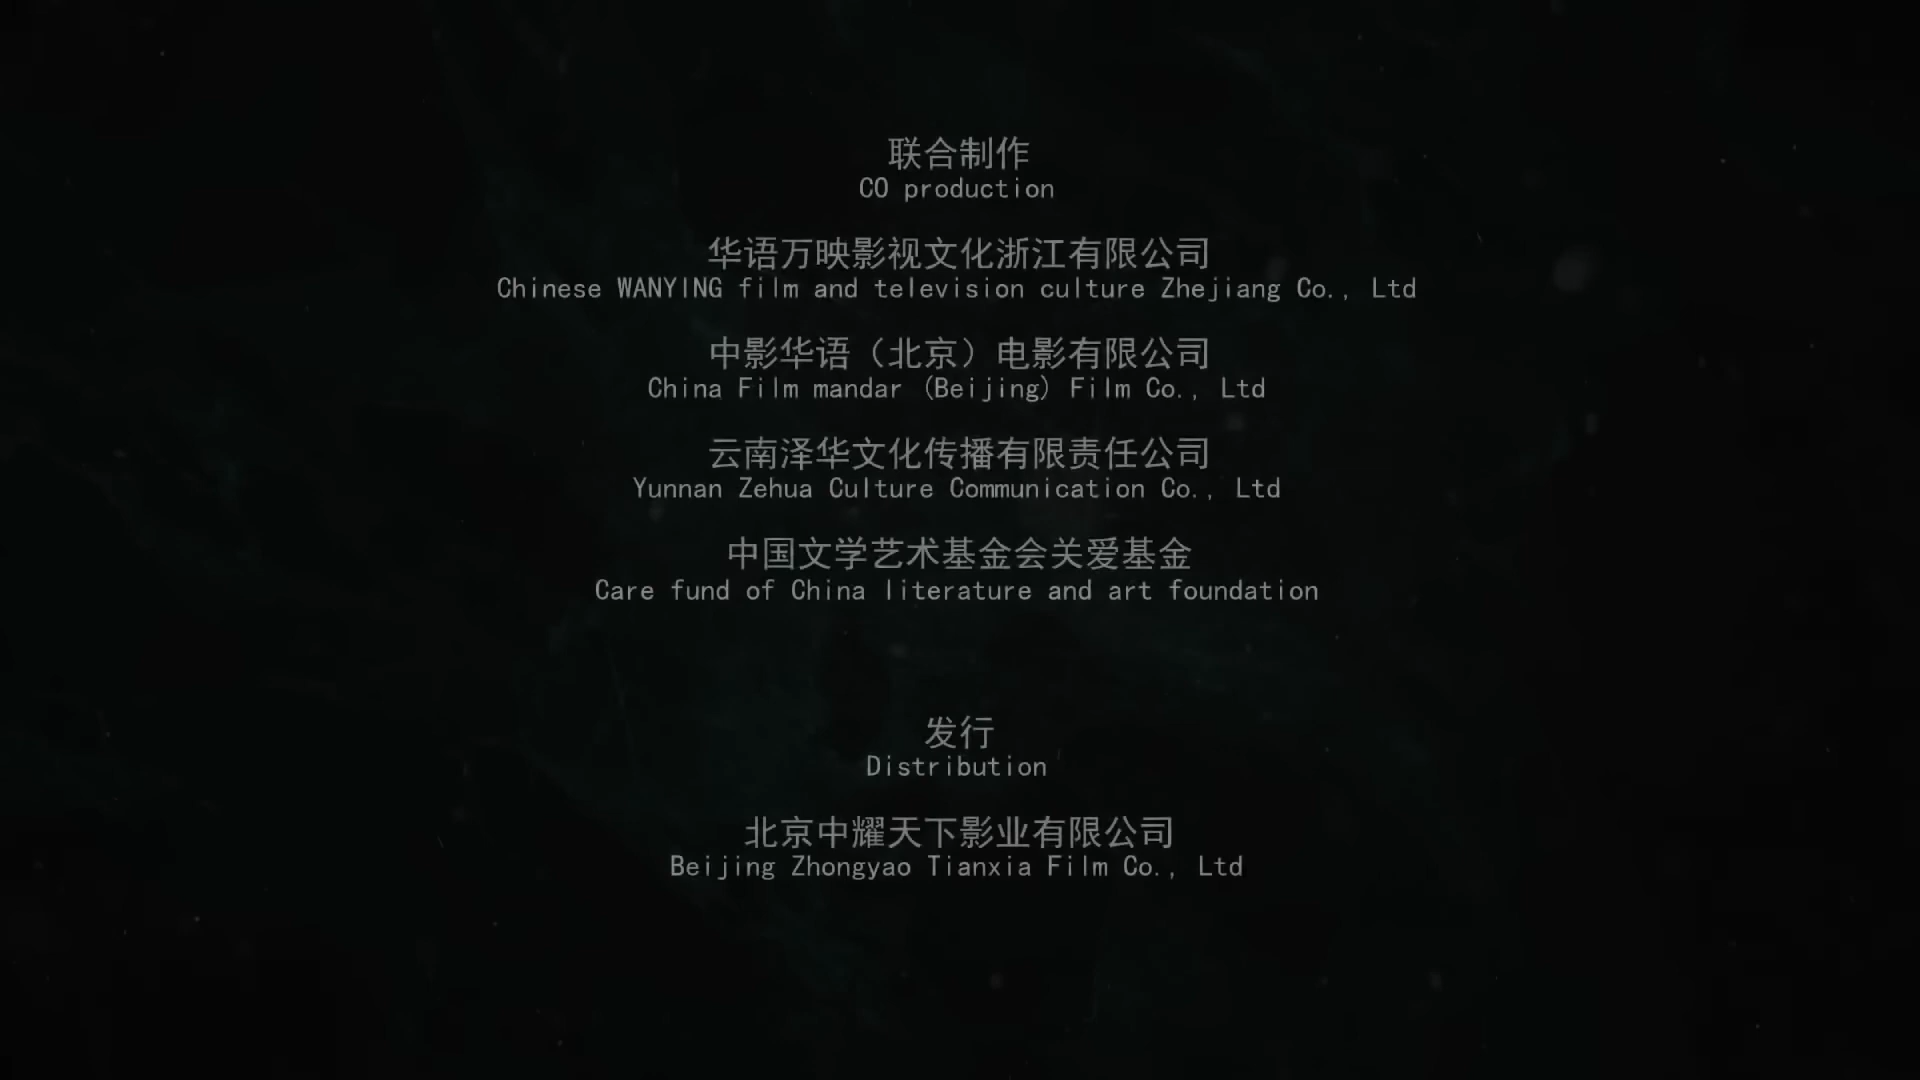 联合制作
CO production
华语万映影视文化浙江有限公司
Chinese WANYING film and television culture Zhejiang Co., Ltd
中影华语（北京）电影有限公司
China Film mandar (Beijing) Film Co., Ltd
云南泽华文化传播有限责任公司
Yunnan Zehua Culture Communication Co., Ltd
中国文学艺术基金会关爱基金
Care fund of China literature and art foundation
发行
Distribution
北京中耀天下影业有限公司
Beijing Zhongyao Tianxia Film Co., Ltd